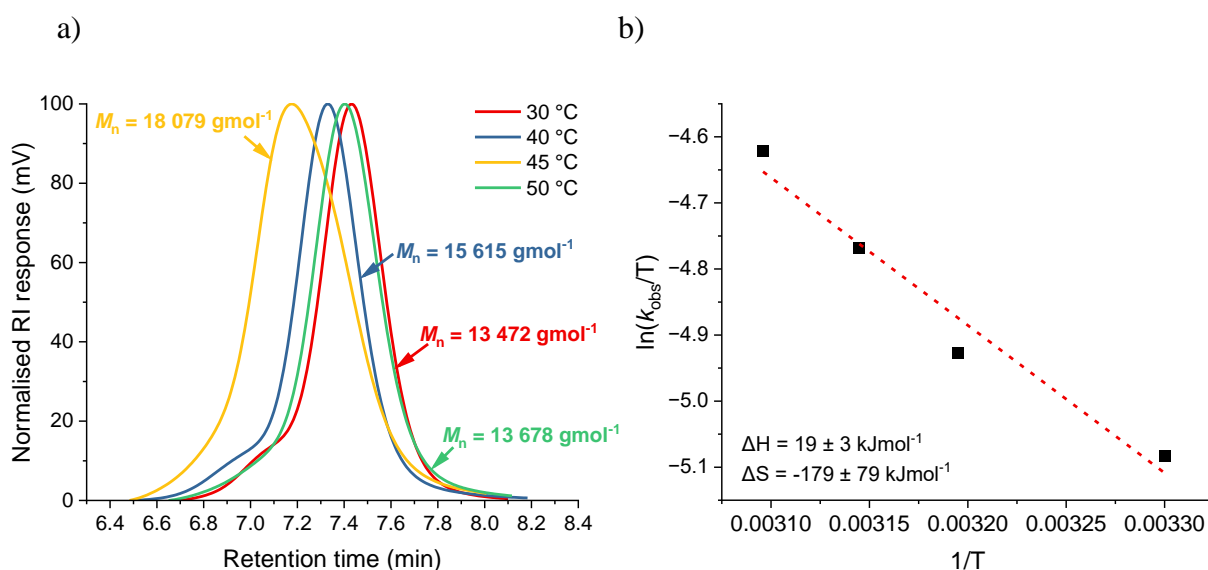 a)
b)
Normalised RI response (mV)
100
80
60
40
20
0
6.4 6.6 6.8 7.0 7.2 7.4 7.6 7.8 8.0 8.2 8.4
Retention time (min)
30 °C
40 °C
45 °C
50 °C
Mn = 18 079 gmol-1
Mn = 15 615 gmol-1
Mn = 13 472 gmol-1
Mn = 13 678 gmol-1
ln(kobs/T)
−4.6
−4.7
−4.8
−4.9
−5.0
−5.1
ΔH = 19 ± 3 kJmol-1
ΔS = -179 ± 79 kJmol-1
0.00310 0.00315 0.00320 0.00325 0.00330
1/T